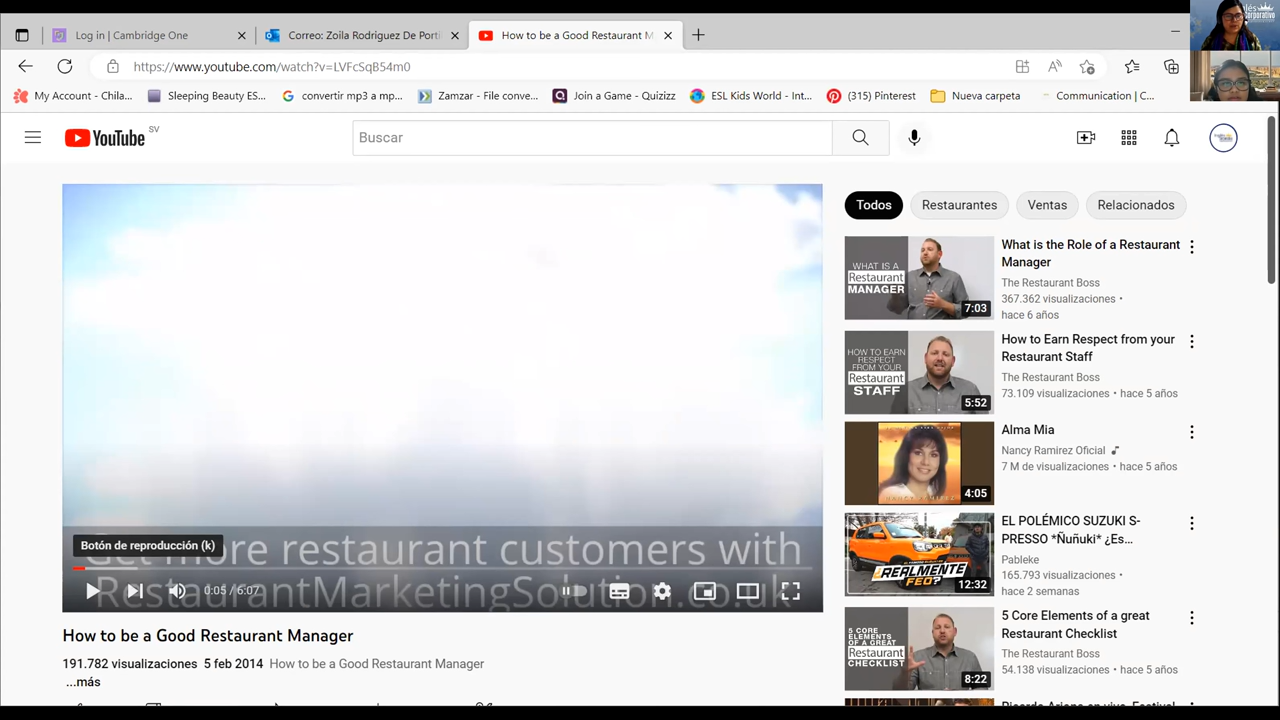 Log in | Cambridge One
Correo: Zoila Rodriguez De Porti
How to be a Good Restaurant M
https://www.youtube.com/watch?v=LVFcSqB54m0
My Account - Chila...
Sleeping Beauty ES...
convertir mp3 a mp...
Zamzar - File conve...
Join a Game - Quizizz
ESL Kids World - Int...
(315) Pinterest
Nueva carpeta
Communication | C...
YouTube SV
Buscar
Todos
Restaurantes
Ventas
Relacionados
WHAT IS A
Restaurant
MANAGER
7:03
What is the Role of a Restaurant
Manager
The Restaurant Boss
367.362 visualizaciones •
hace 6 años
HOW TO EARN
RESPECT
FROM YOUR
Restaurant
STAFF
5:52
How to Earn Respect from your
Restaurant Staff
The Restaurant Boss
73.109 visualizaciones • hace 5 años
4:05
Alma Mia
Nancy Ramirez Oficial
7 M de visualizaciones • hace 5 años
¿REALMENTE
FEO?
12:32
EL POLÉMICO SUZUKI S-
PRESSO *Ñuñuki* ¿Es...
Pableke
165.793 visualizaciones •
hace 2 semanas
5 CORE
ELEMENTS
OF A GREAT
Restaurant
CHECKLIST
8:22
5 Core Elements of a great
Restaurant Checklist
The Restaurant Boss
54.138 visualizaciones • hace 5 años
Botón de reproducción (k)
restaurant customers with
RestaurantMarketingSolution.co.uk
0:05 / 6:07
How to be a Good Restaurant Manager
191.782 visualizaciones 5 feb 2014 How to be a Good Restaurant Manager
...más